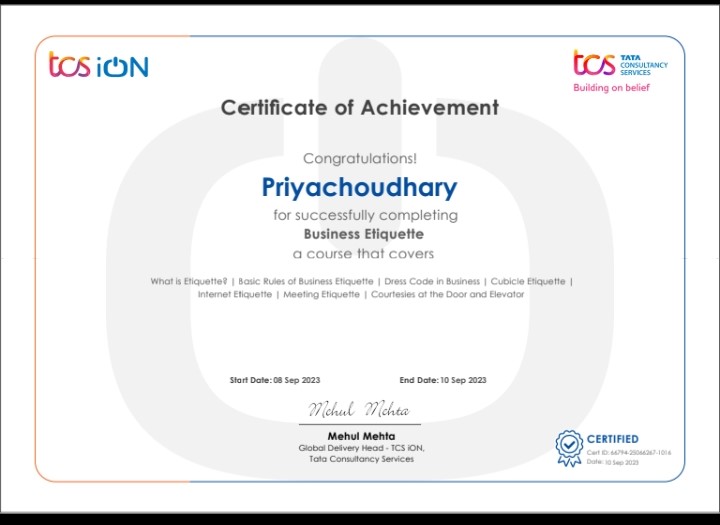 tcs iON
tcs TATA CONSULTANCY SERVICES
Building on belief
Certificate of Achievement
Congratulations!
Priyachoudhary
for successfully completing
Business Etiquette
a course that covers
What is Etiquette? | Basic Rules of Business Etiquette | Dress Code in Business | Cubicle Etiquette |
Internet Etiquette | Meeting Etiquette | Courtesies at the Door and Elevator
Start Date: 08 Sep 2023 End Date: 10 Sep 2023
Mehul Mehta
Mehul Mehta
Global Delivery Head - TCS iON,
Tata Consultancy Services
CERTIFIED
Cert ID: 66794-25066267-1016
Date: 10 Sep 2023